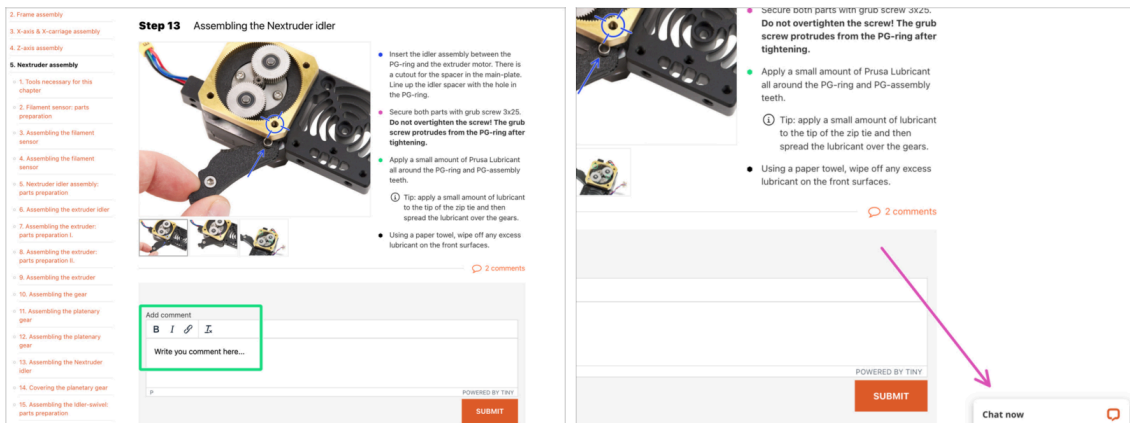 2. Frame assembly
3. X-axis & X-carriage assembly
4. Z-axis assembly
5. Nextruder assembly
1. Tools necessary for this
chapter
2. Filament sensor: parts
preparation
3. Assembling the filament
sensor
4. Assembling the filament
sensor
5. Nextruder idler assembly:
parts preparation
6. Assembling the extruder idler
7. Assembling the extruder:
parts preparation I.
8. Assembling the extruder:
parts preparation II.
9. Assembling the extruder
10. Assembling the gear
11. Assembling the platenary
gear
12. Assembling the platenary
gear
13. Assembling the Nextruder
idler
14. Covering the planetary gear
15. Assembling the Idler-swivel:
parts preparation
Step 13 Assembling the Nextruder idler
Insert the idler assembly between the
PG-ring and the extruder motor. There is
a cutout for the spacer in the main-plate.
Line up the idler spacer with the hole in
the PG-ring.
Secure both parts with grub screw 3x25.
Do not overtighten the screw! The grub
screw protrudes from the PG-ring after
tightening.
Apply a small amount of Prusa Lubricant
all around the PG-ring and PG-assembly
teeth.
Tip: apply a small amount of lubricant
to the tip of the zip tie and then
spread the lubricant over the gears.
Using a paper towel, wipe off any excess
lubricant on the front surfaces.
2 comments
Add comment
B I
Write you comment here...
P POWERED BY TINY
SUBMIT
Secure both parts with grub screw 3x25.
Do not overtighten the screw! The grub
screw protrudes from the PG-ring after
tightening.
Apply a small amount of Prusa Lubricant
all around the PG-ring and PG-assembly
teeth.
Tip: apply a small amount of lubricant
to the tip of the zip tie and then
spread the lubricant over the gears.
Using a paper towel, wipe off any excess
lubricant on the front surfaces.
2 comments
POWERED BY TINY
SUBMIT
Chat now